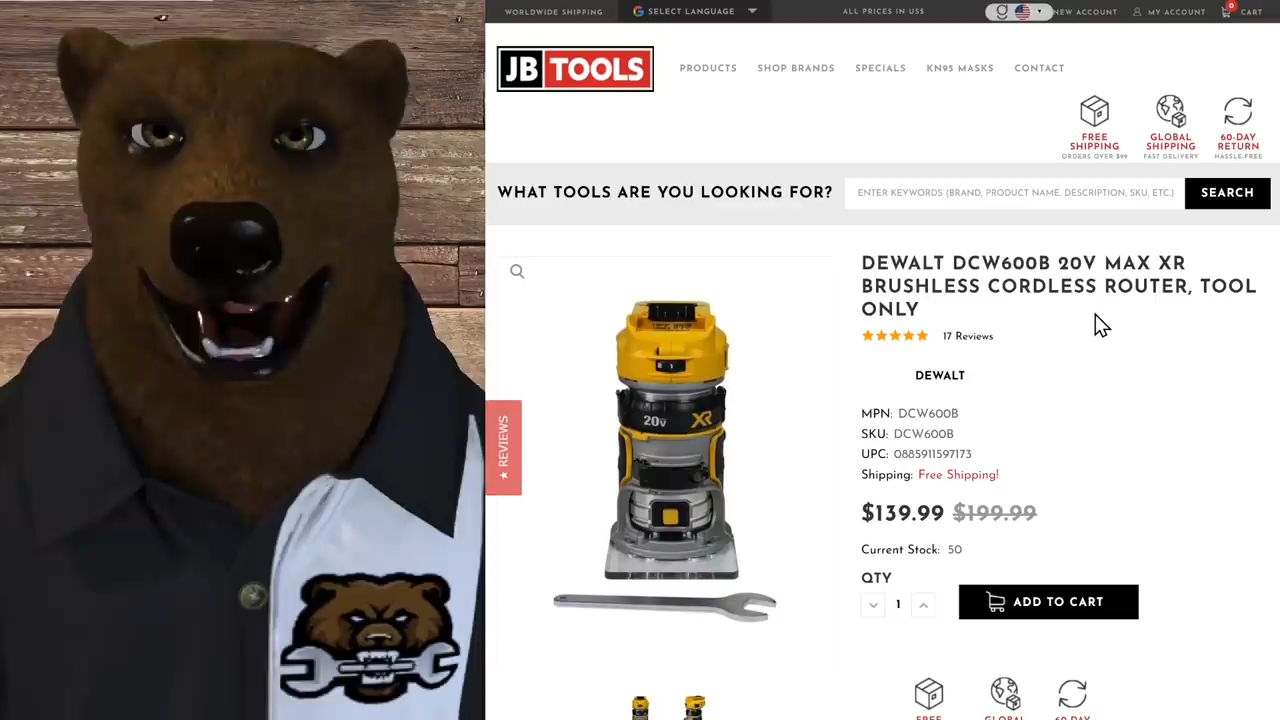 WORLDWIDE SHIPPING
SELECT LANGUAGE
ALL PRICES IN US$
NEW ACCOUNT
MY ACCOUNT
0
CART
JB TOOLS
PRODUCTS
SHOP BRANDS
SPECIALS
KN95 MASKS
CONTACT
FREE
SHIPPING
ORDERS OVER $99
GLOBAL
SHIPPING
FAST DELIVERY
60-DAY
RETURN
HASSLE-FREE
WHAT TOOLS ARE YOU LOOKING FOR?
ENTER KEYWORDS (BRAND, PRODUCT NAME, DESCRIPTION, SKU, ETC.)
SEARCH
DEWALT DCW600B 20V MAX XR
BRUSHLESS CORDLESS ROUTER, TOOL
ONLY
17 Reviews
DEWALT
MPN: DCW600B
SKU: DCW600B
UPC: 0885911597173
Shipping: Free Shipping!
$139.99 $199.99
Current Stock: 50
QTY
1
ADD TO CART
★ REVIEWS
20v XR
FREE
GLOBAL
60-DAY